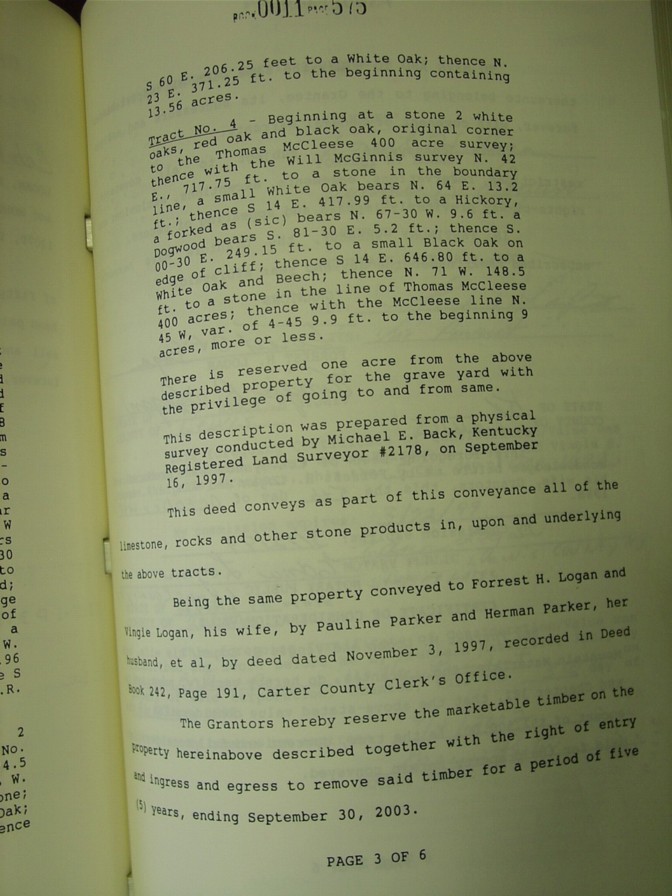 BOOK 0011 PAGE 575
S 60 E. 206.25 feet to a White Oak; thence N.
23 E. 371.25 ft. to the beginning containing
13.56 acres.
Tract No. 4 - Beginning at a stone 2 white
oaks, red oak and black oak, original corner
to the Thomas McCleese 400 acre survey;
thence with the Will McGinnis survey N. 42
E., 717.75 ft. to a stone in the boundary
line, a small White Oak bears N. 64 E. 13.2
ft.; thence S 14 E. 417.99 ft. to a Hickory,
a forked as (sic) bears N. 67-30 W. 9.6 ft. a
Dogwood bears S. 81-30 E. 5.2 ft.; thence S.
00-30 E. 249.15 ft. to a small Black Oak on
edge of cliff; thence S 14 E. 646.80 ft. to a
White Oak and Beech; thence N. 71 W. 148.5
ft. to a stone in the line of Thomas McCleese
400 acres; thence with the McCleese line N.
45 W, var. of 4-45 9.9 ft. to the beginning 9
acres, more or less.
There is reserved one acre from the above
described property for the grave yard with
the privilege of going to and from same.
This description was prepared from a physical
survey conducted by Michael E. Back, Kentucky
Registered Land Surveyor #2178, on September
16, 1997.
This deed conveys as part of this conveyance all of the
limestone, rocks and other stone products in, upon and underlying
the above tracts.
Being the same property conveyed to Forrest H. Logan and
Vingie Logan, his wife, by Pauline Parker and Herman Parker, her
husband, et al, by deed dated November 3, 1997, recorded in Deed
Book 242, Page 191, Carter County Clerk's Office.
The Grantors hereby reserve the marketable timber on the
property hereinabove described together with the right of entry
and ingress and egress to remove said timber for a period of five
(5) years, ending September 30, 2003.
PAGE 3 OF 6